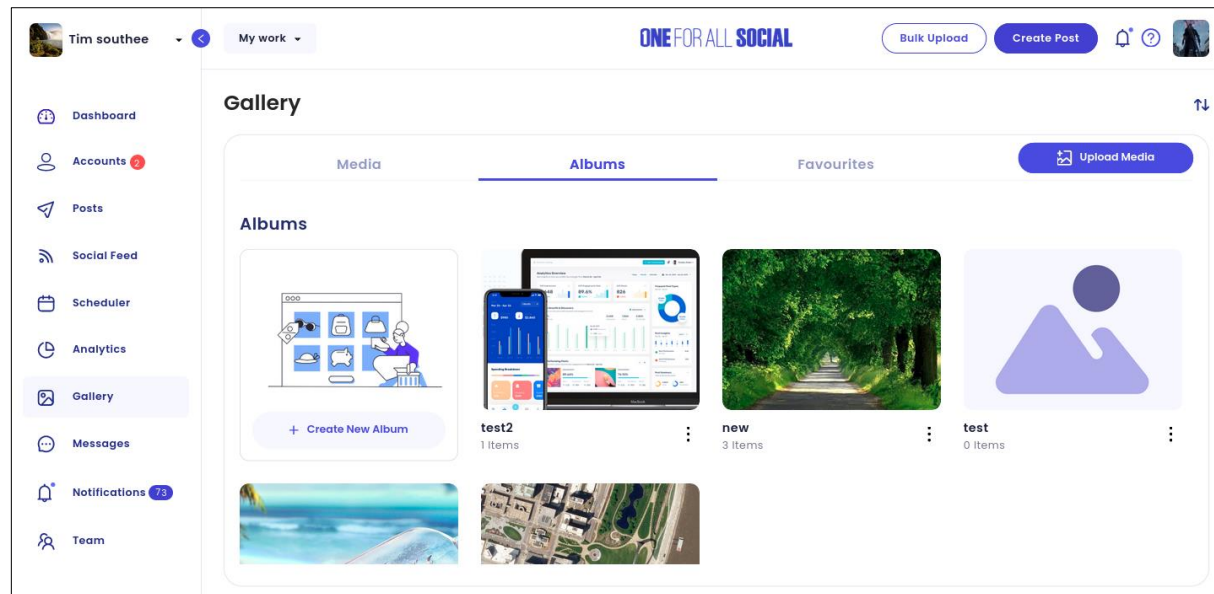 Tim southee
My work
ONE FOR ALL SOCIAL
Bulk Upload
Create Post
Dashboard
Accounts 2
Posts
Social Feed
Scheduler
Analytics
Gallery
Messages
Notifications 73
Team
Gallery
Media
Albums
Favourites
Upload Media
Albums
+ Create New Album
test2
1 Items
new
3 Items
test
0 Items